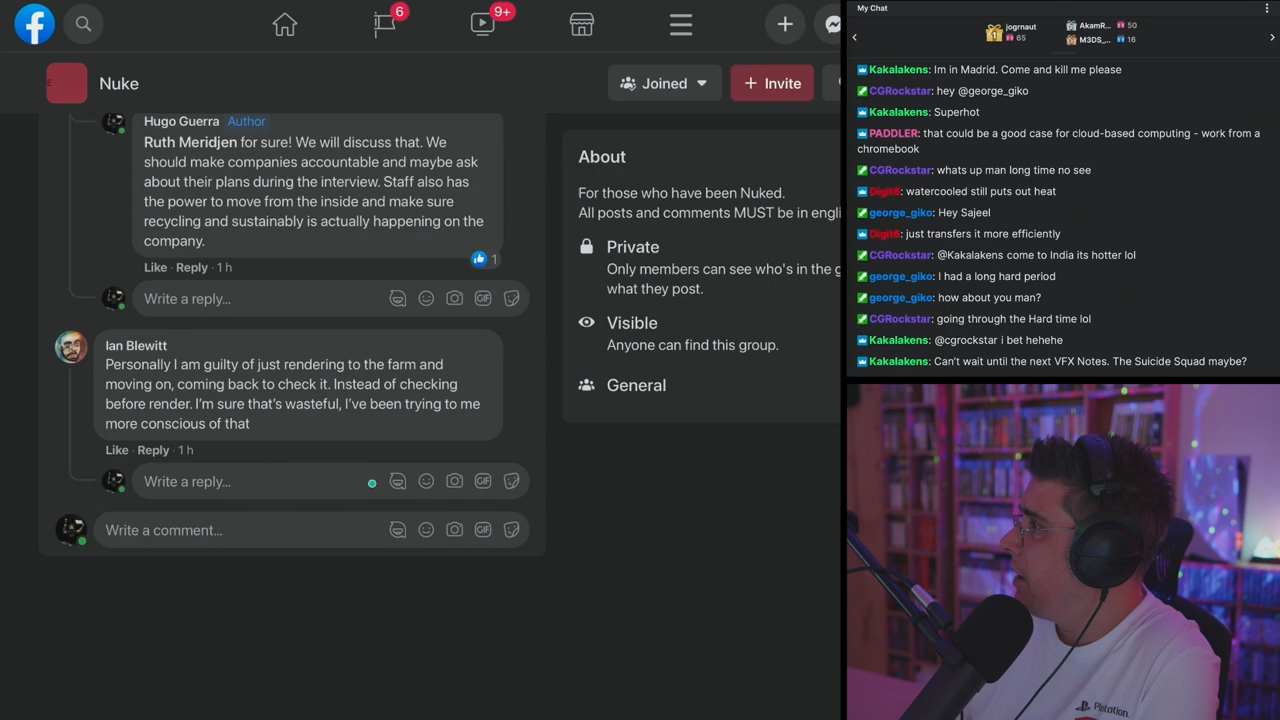 6
9+
Nuke
Joined
+ Invite
Hugo Guerra Author
Ruth Meridjen for sure! We will discuss that. We
should make companies accountable and maybe ask
about their plans during the interview. Staff also has
the power to move from the inside and make sure
recycling and sustainably is actually happening on the
company.
1
Like · Reply · 1 h
Write a reply...
GIF
Ian Blewitt
Personally I am guilty of just rendering to the farm and
moving on, coming back to check it. Instead of checking
before render. I'm sure that's wasteful, I've been trying to me
more conscious of that
Like · Reply · 1 h
Write a reply...
GIF
Write a comment...
GIF
About
For those who have been Nuked.
All posts and comments MUST be in engli
Private
Only members can see who's in the g
what they post.
Visible
Anyone can find this group.
General
My Chat
1
jogrnaut
65
AkamR... 50
M3DS_... 16
Kakalakens: Im in Madrid. Come and kill me please
CGRockstar: hey @george_giko
Kakalakens: Superhot
PADDLER: that could be a good case for cloud-based computing - work from a
chromebook
CGRockstar: whats up man long time no see
Digit6: watercooled still puts out heat
george_giko: Hey Sajeel
Digit6: just transfers it more efficiently
CGRockstar: @Kakalakens come to India its hotter lol
george_giko: I had a long hard period
george_giko: how about you man?
CGRockstar: going through the Hard time lol
Kakalakens: @cgrockstar i bet hehehe
Kakalakens: Can't wait until the next VFX Notes. The Suicide Squad maybe?